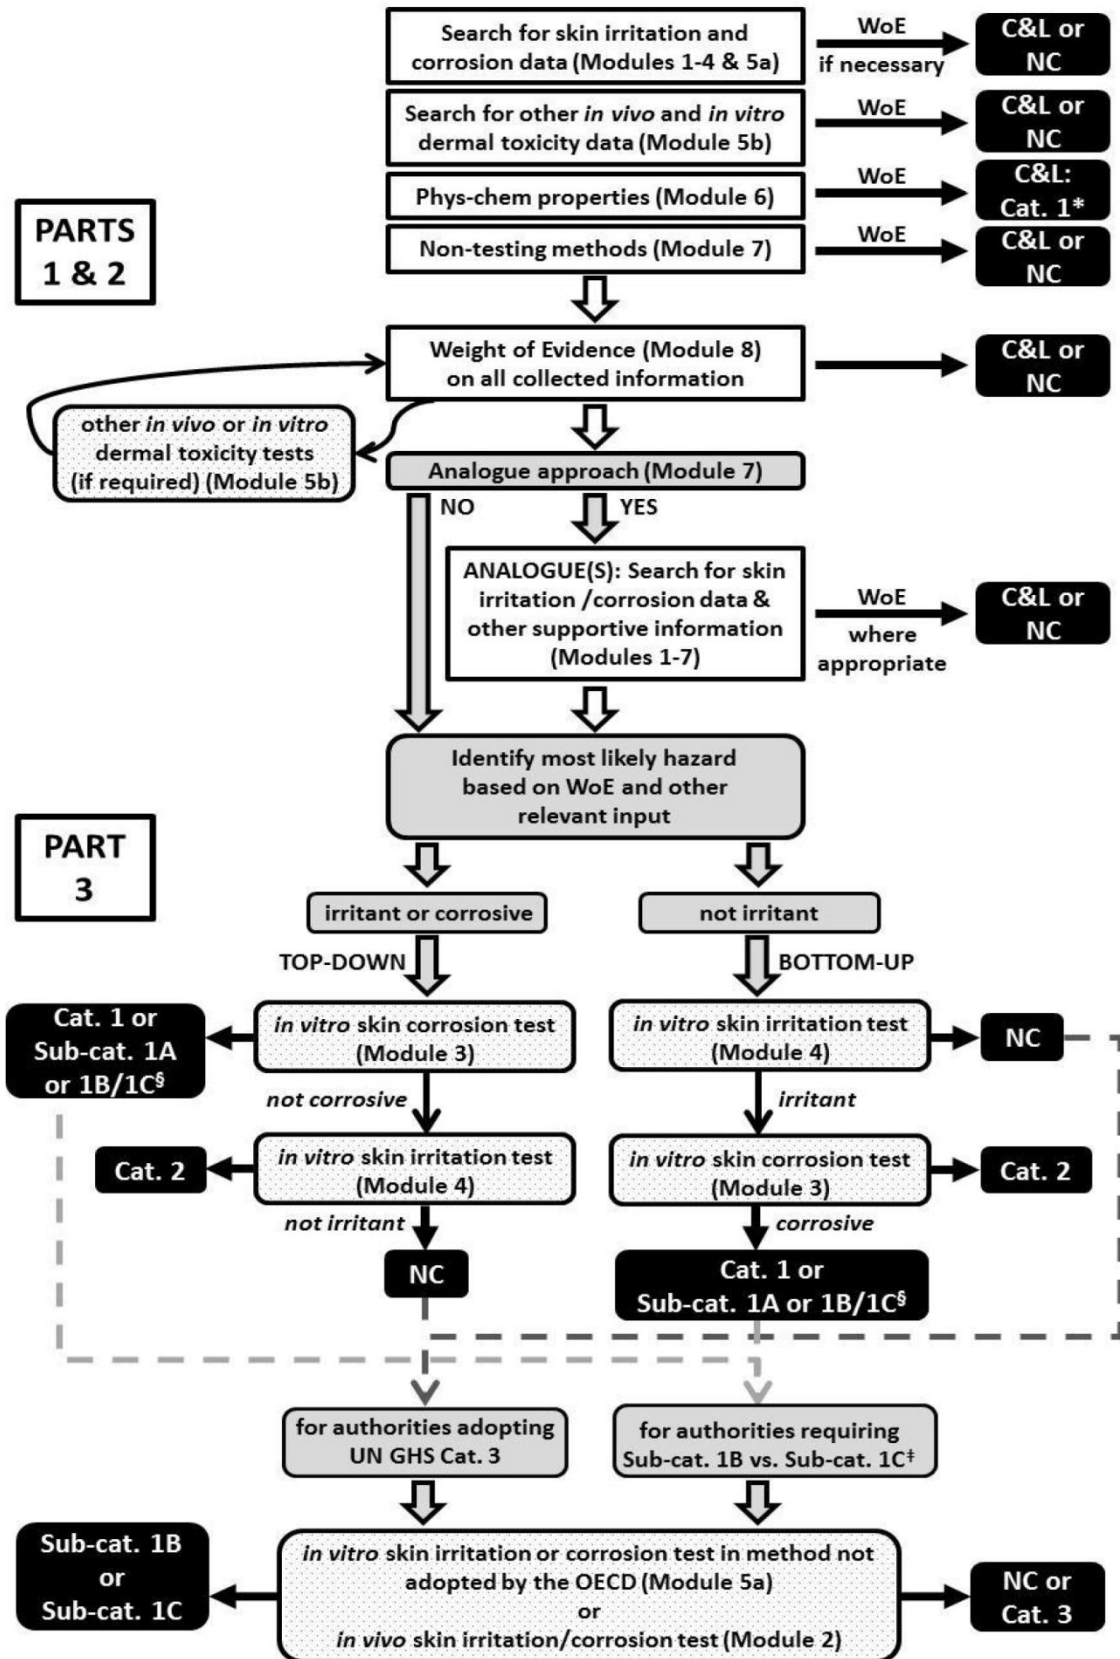 Search for skin irritation and
corrosion data (Modules 1-4 & 5a)
WoE
if necessary
C&L or
NC
Search for other in vivo and in vitro
dermal toxicity data (Module 5b)
WoE
C&L or
NC
Phys-chem properties (Module 6)
WoE
C&L:
Cat. 1*
PARTS
1 & 2
Non-testing methods (Module 7)
WoE
C&L or
NC
Weight of Evidence (Module 8)
on all collected information
C&L or
NC
other in vivo or in vitro
dermal toxicity tests
(if required) (Module 5b)
Analogue approach (Module 7)
NO
YES
ANALOGUE(S): Search for skin
irritation /corrosion data &
other supportive information
(Modules 1-7)
WoE
where
appropriate
C&L or
NC
Identify most likely hazard
based on WoE and other
relevant input
PART
3
irritant or corrosive
not irritant
TOP-DOWN
BOTTOM-UP
Cat. 1 or
Sub-cat. 1A
or 1B/1C§
in vitro skin corrosion test
(Module 3)
in vitro skin irritation test
(Module 4)
NC
not corrosive
irritant
Cat. 2
in vitro skin irritation test
(Module 4)
in vitro skin corrosion test
(Module 3)
Cat. 2
not irritant
corrosive
NC
Cat. 1 or
Sub-cat. 1A or 1B/1C§
for authorities adopting
UN GHS Cat. 3
for authorities requiring
Sub-cat. 1B vs. Sub-cat. 1C‡
Sub-cat. 1B
or
Sub-cat. 1C
in vitro skin irritation or corrosion test in method not
adopted by the OECD (Module 5a)
or
in vivo skin irritation/corrosion test (Module 2)
NC or
Cat. 3